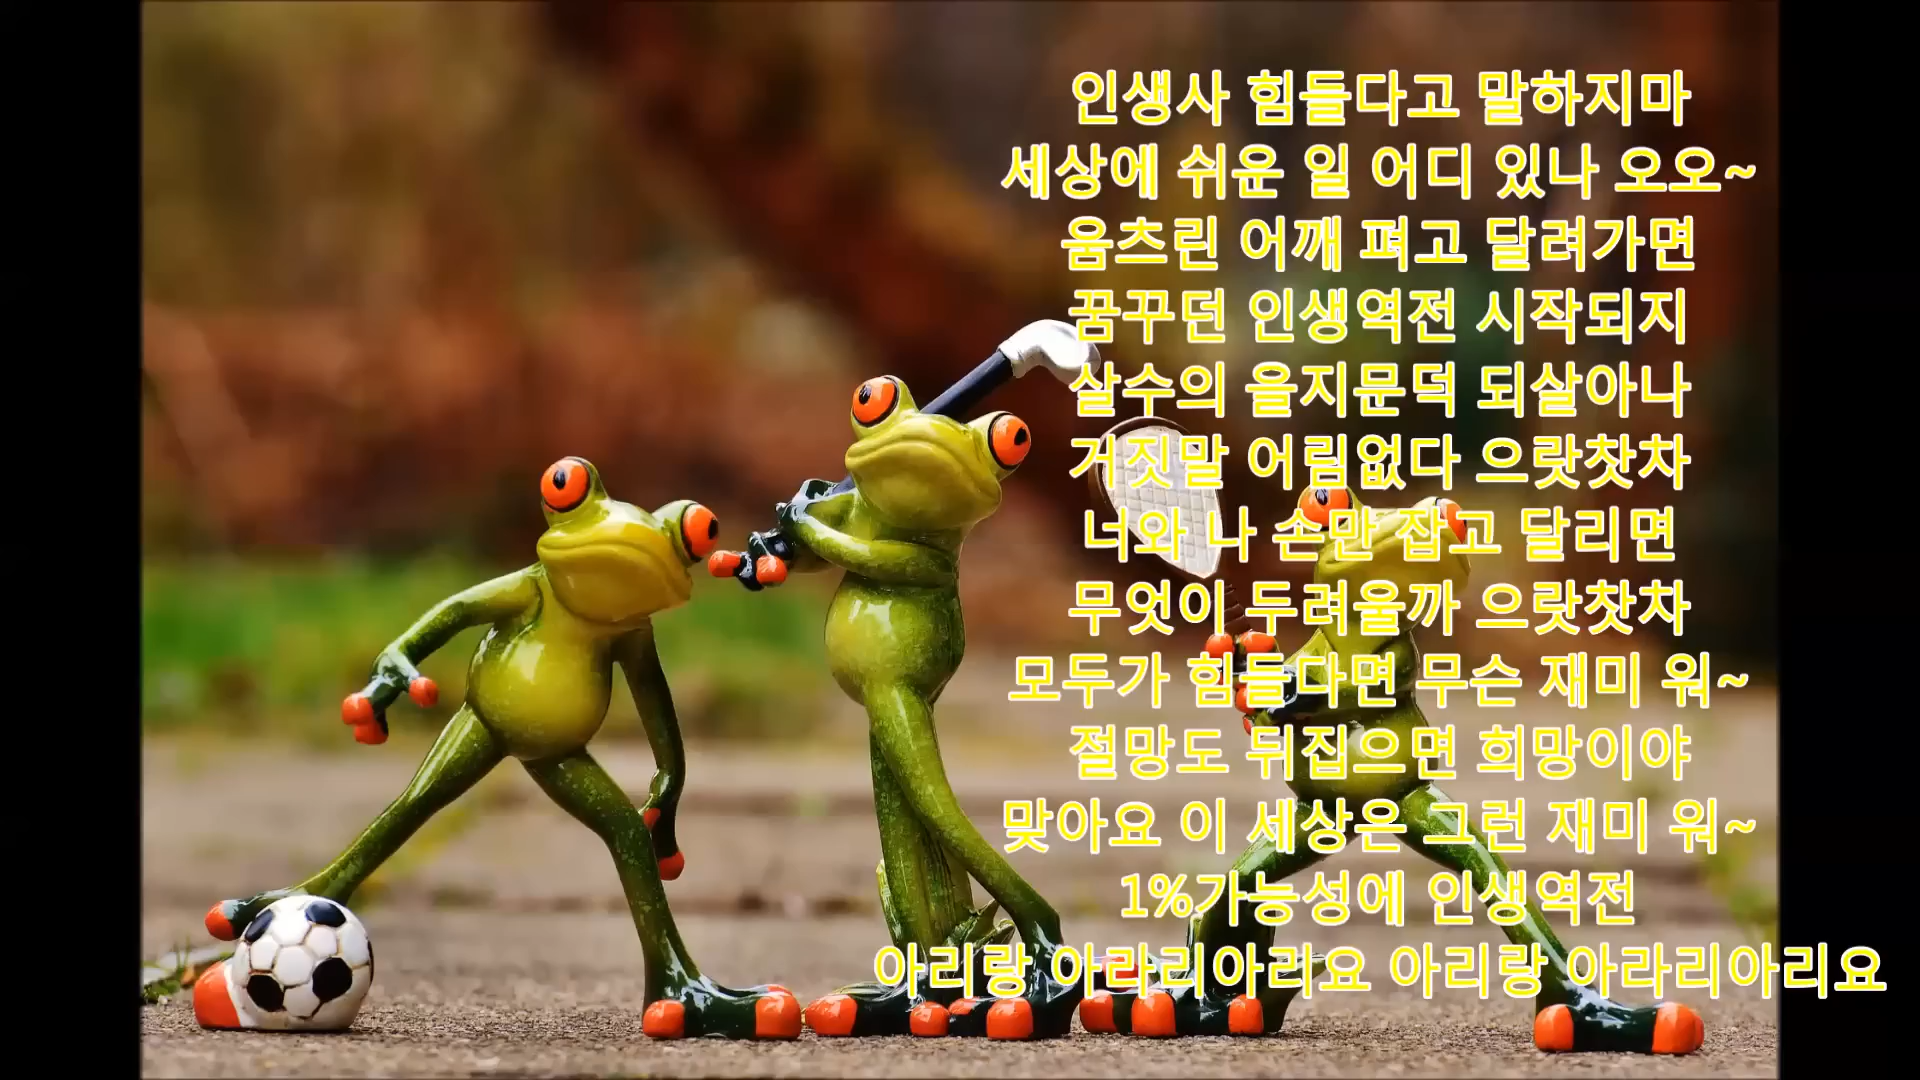 인생사 힘들다고 말하지마
세상에 쉬운 일 어디 있나 오오~
움츠린 어깨 펴고 달려가면
꿈꾸던 인생역전 시작되지
살수의 을지문덕 되살아나
거짓말 어림없다 으랏찻차
너와 나 손만 잡고 달리면
무엇이 두려울까 으랏찻차
모두가 힘들다면 무슨 재미 워~
절망도 뒤집으면 희망이야
맞아요 이 세상은 그런 재미 워~
1%가능성에 인생역전
아리랑 아라리아리요 아리랑 아라리아리요